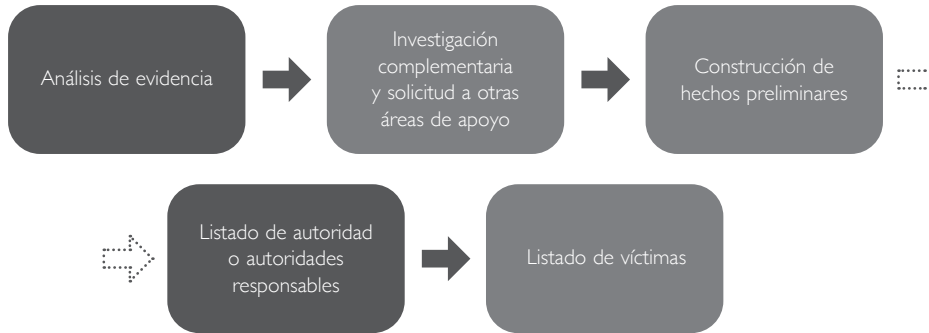 Análisis de evidencia
Investigación
complementaria
y solicitud a otras
áreas de apoyo
Construcción de
hechos preliminares
Listado de autoridad
o autoridades
responsables
Listado de víctimas